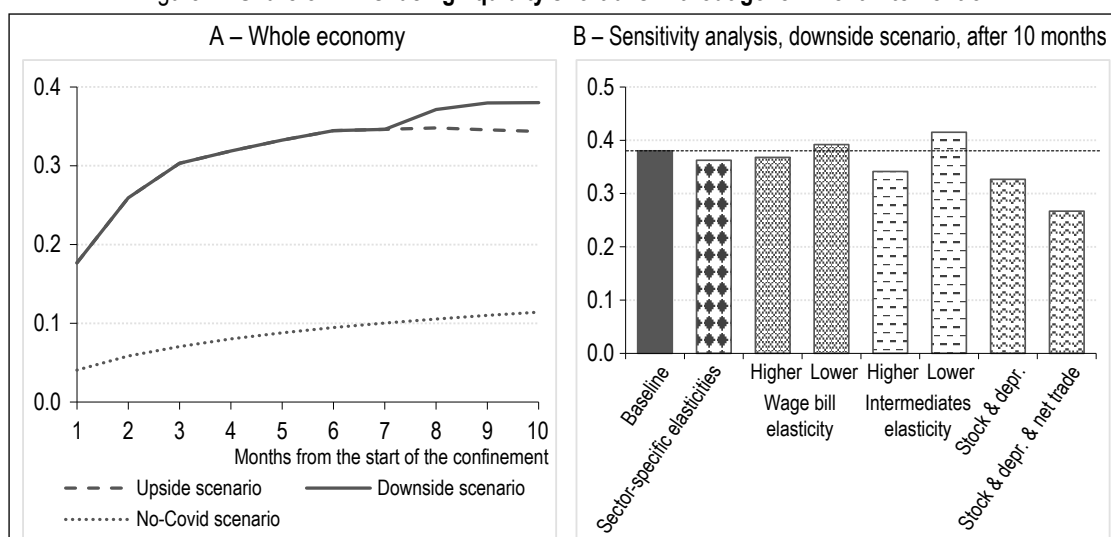 A – Whole economy
0.4
0.3
0.2
0.1
0.0
1 2 3 4 5 6 7 8 9 10
Months from the start of the confinement
Upside scenario
Downside scenario
No-Covid scenario
B – Sensitivity analysis, downside scenario, after 10 months
0.5
0.4
0.3
0.2
0.1
0.0
Baseline
Sector-specific elasticities
Higher Lower
Wage bill
elasticity
Higher Lower
Intermediates
elasticity
Stock & depr.
Stock & depr. & net trade